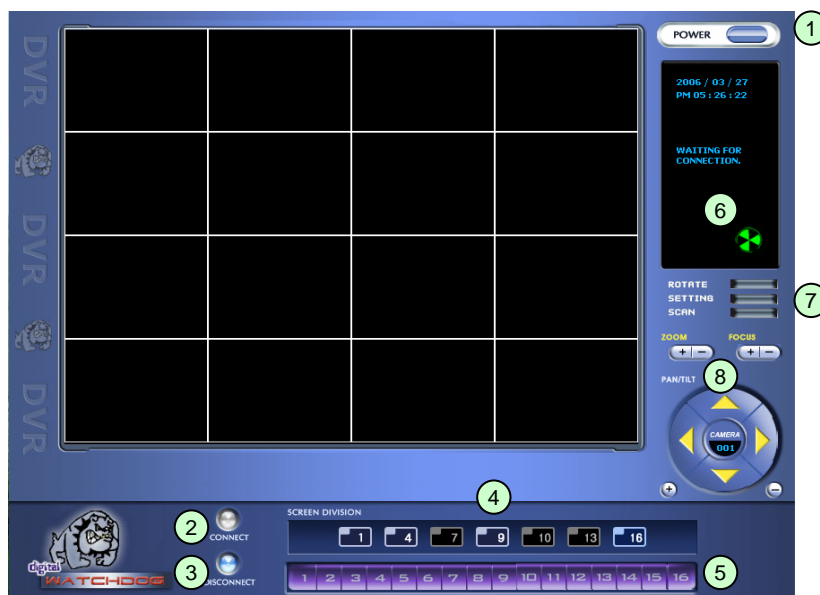 DVR
DVR
DVR
POWER
1
2006 / 03 / 27
PM 05 : 26 : 22
WAITING FOR
CONNECTION.
6
ROTATE
SETTING
SCAN
7
ZOOM
FOCUS
+ −
+ −
PAN/TILT
8
CAMERA
001
+
−
4
SCREEN DIVISION
2
CONNECT
1 4 7 9 10 13 16
3
DISCONNECT
1 2 3 4 5 6 7 8 9 10 11 12 13 14 15 16
5
digital
WATCHDOG